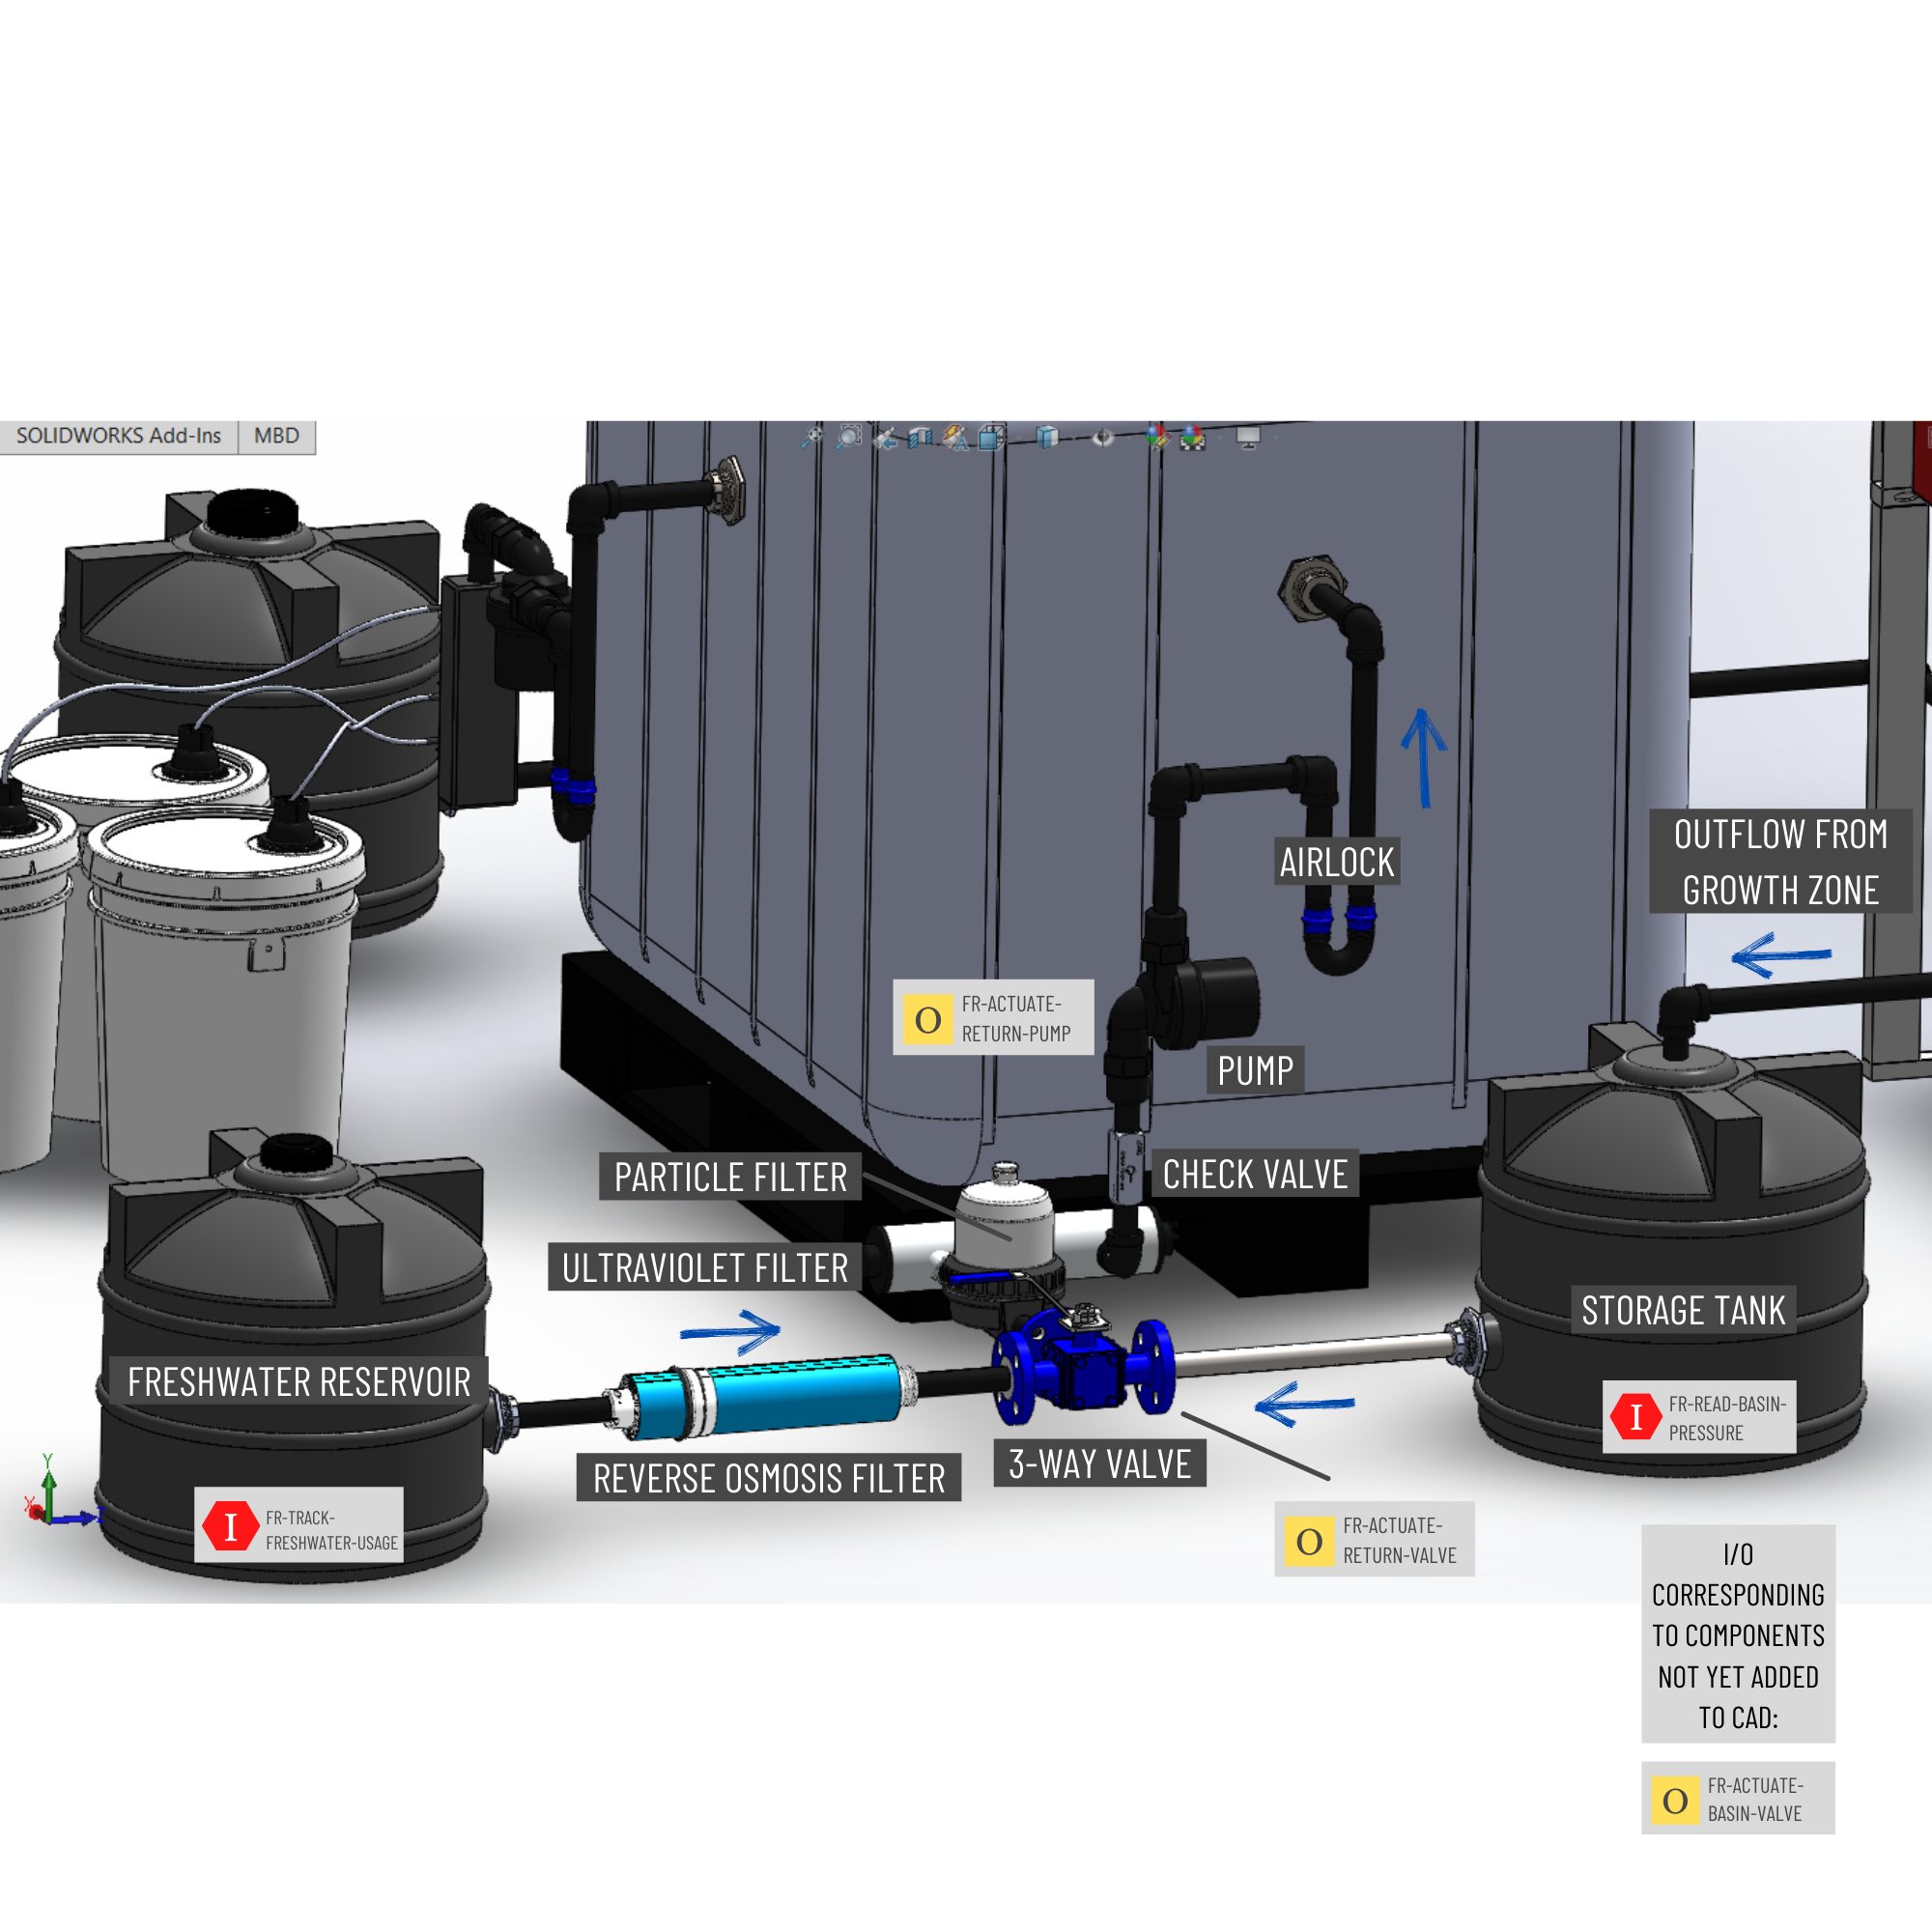 SOLIDWORKS Add-Ins
MBD
OUTFLOW FROM
GROWTH ZONE
AIRLOCK
O
FR-ACTUATE-
RETURN-PUMP
PUMP
PARTICLE FILTER
CHECK VALVE
ULTRAVIOLET FILTER
STORAGE TANK
FRESHWATER RESERVOIR
I
FR-READ-BASIN-
PRESSURE
REVERSE OSMOSIS FILTER
3-WAY VALVE
I
FR-TRACK-
FRESHWATER-USAGE
O
FR-ACTUATE-
RETURN-VALVE
Y
X
Z
I/O
CORRESPONDING
TO COMPONENTS
NOT YET ADDED
TO CAD:
O
FR-ACTUATE-
BASIN-VALVE